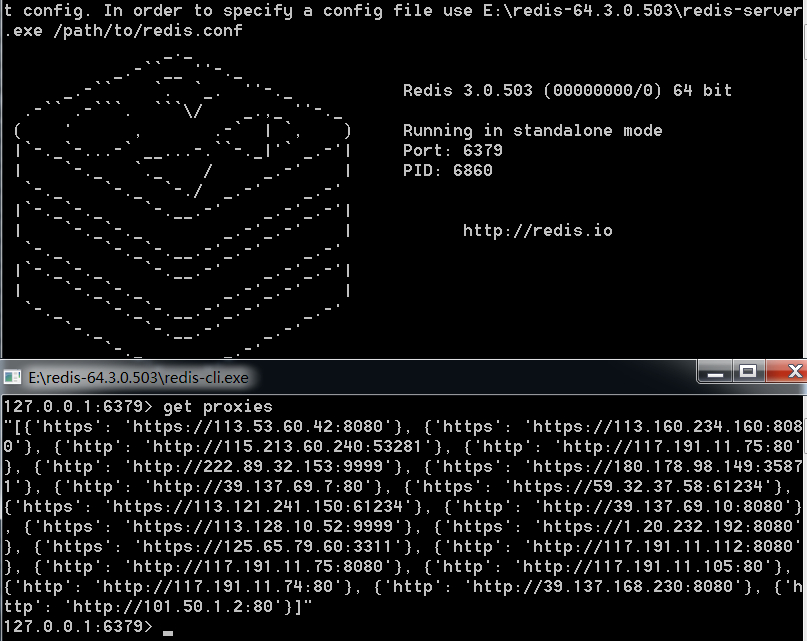 t config. In order to specify a config file use E:\redis-64.3.0.503\redis-server
.exe /path/to/redis.conf
Redis 3.0.503 (00000000/0) 64 bit
Running in standalone mode
Port: 6379
PID: 6860
http://redis.io
E:\redis-64.3.0.503\redis-cli.exe
127.0.0.1:6379> get proxies
"[{'https': 'https://113.53.60.42:8080'}, {'https': 'https://113.160.234.160:808
0'}, {'http': 'http://115.213.60.240:53281'}, {'http': 'http://117.191.11.75:80'
}, {'http': 'http://222.89.32.153:9999'}, {'https': 'https://180.178.98.149:3587
1'}, {'http': 'http://39.137.69.7:80'}, {'https': 'https://59.32.37.58:61234'},
{'https': 'https://113.121.241.150:61234'}, {'http': 'http://39.137.69.10:8080'}
, {'https': 'https://113.128.10.52:9999'}, {'https': 'https://1.20.232.192:8080'
}, {'https': 'https://125.65.79.60:3311'}, {'http': 'http://117.191.11.112:8080'
}, {'http': 'http://117.191.11.75:8080'}, {'http': 'http://117.191.11.105:80'},
{'http': 'http://117.191.11.74:80'}, {'http': 'http://39.137.168.230:8080'}, {'h
ttp': 'http://101.50.1.2:80'}]"
127.0.0.1:6379>